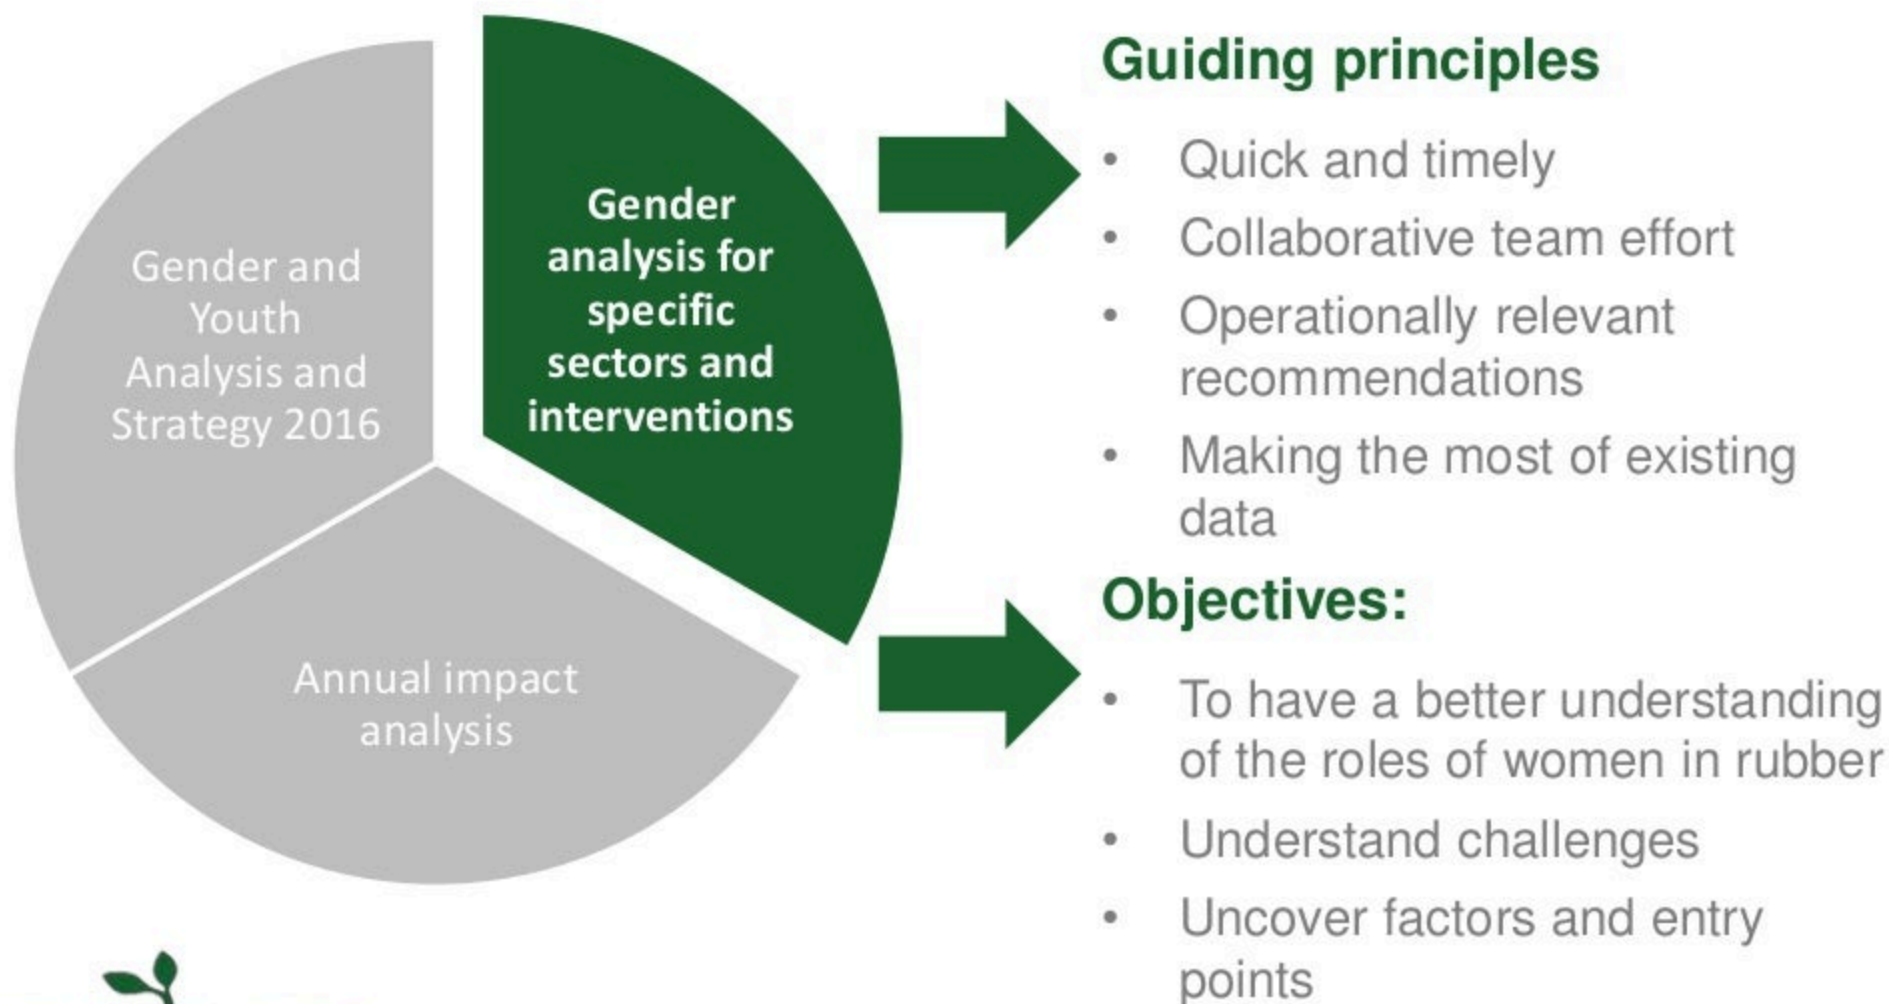 Gender and
Youth
Analysis and
Strategy 2016
Gender
analysis for
specific
sectors and
interventions
Annual impact
analysis
Guiding principles
• Quick and timely
• Collaborative team effort
• Operationally relevant
recommendations
• Making the most of existing
data
Objectives:
• To have a better understanding
of the roles of women in rubber
• Understand challenges
• Uncover factors and entry
points